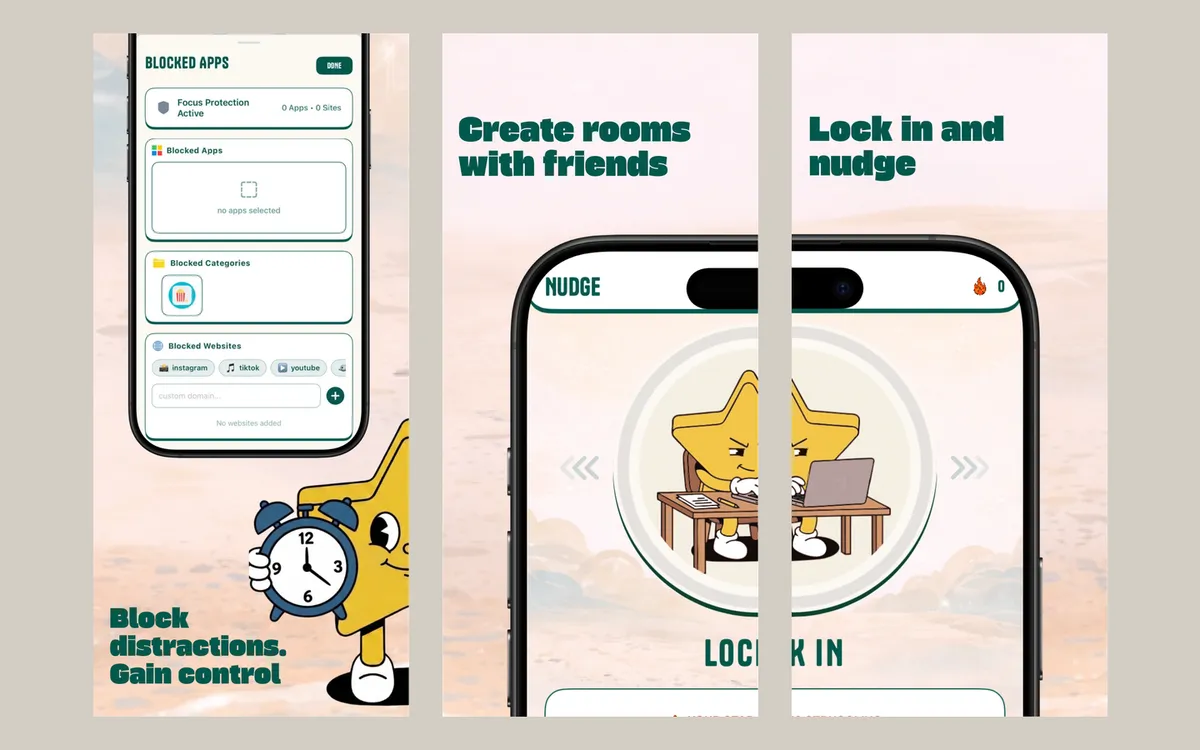 BLOCKED APPS
DONE
Focus Protection
Active
0 Apps • 0 Sites
Blocked Apps
no apps selected
Blocked Categories
Blocked Websites
instagram
tiktok
youtube
custom domain...
No websites added
12
9
3
6
Block
distractions.
Gain control
Create rooms
with friends
Lock in and
nudge
NUDGE
0
LOCK IN